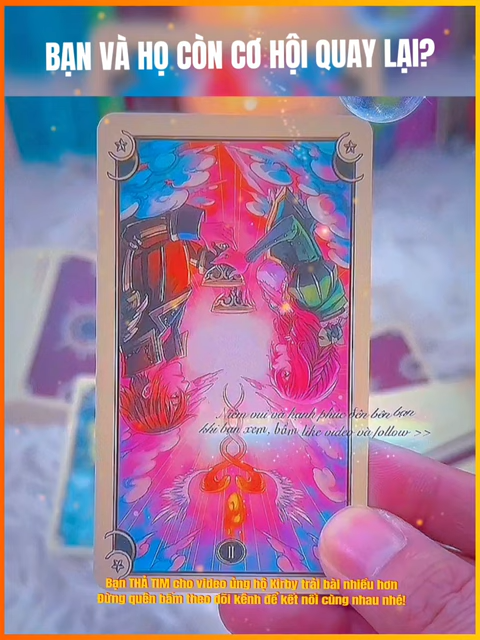 BẠN VÀ HỌ CÒN CƠ HỘI QUAY LẠI?
Niềm vui và hạnh phúc đến bên bạn
khi bạn xem, bấm like video và follow >>
II
Bạn THẢ TIM cho video ủng hộ Kirby trải bài nhiều hơn
Đừng quên bấm theo dõi kênh để kết nối cùng nhau nhé!